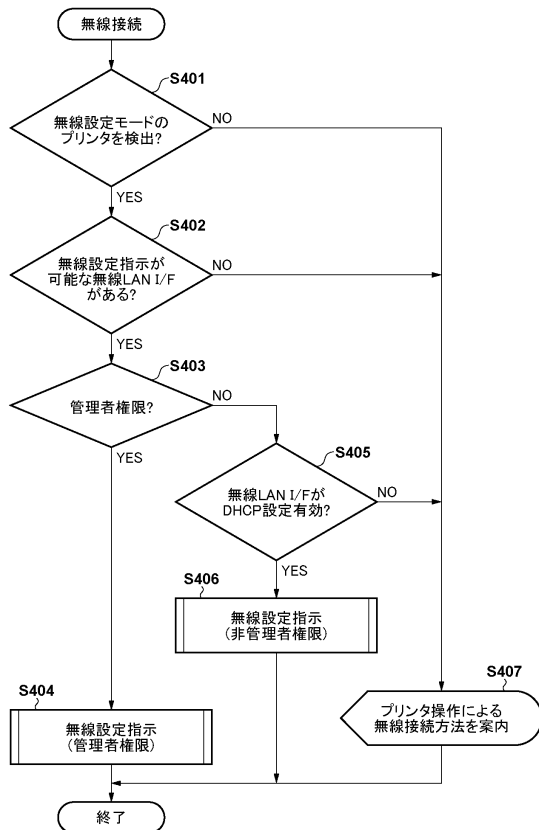 無線接続
S401
無線設定モードの
プリンタを検出?
NO
YES
S402
無線設定指示が
可能な無線LAN I/F
がある?
NO
YES
S403
管理者権限?
NO
YES
S405
無線LAN I/Fが
DHCP設定有効?
NO
YES
S406
無線設定指示
(非管理者権限)
S407
プリンタ操作による
無線接続方法を案内
S404
無線設定指示
(管理者権限)
終了